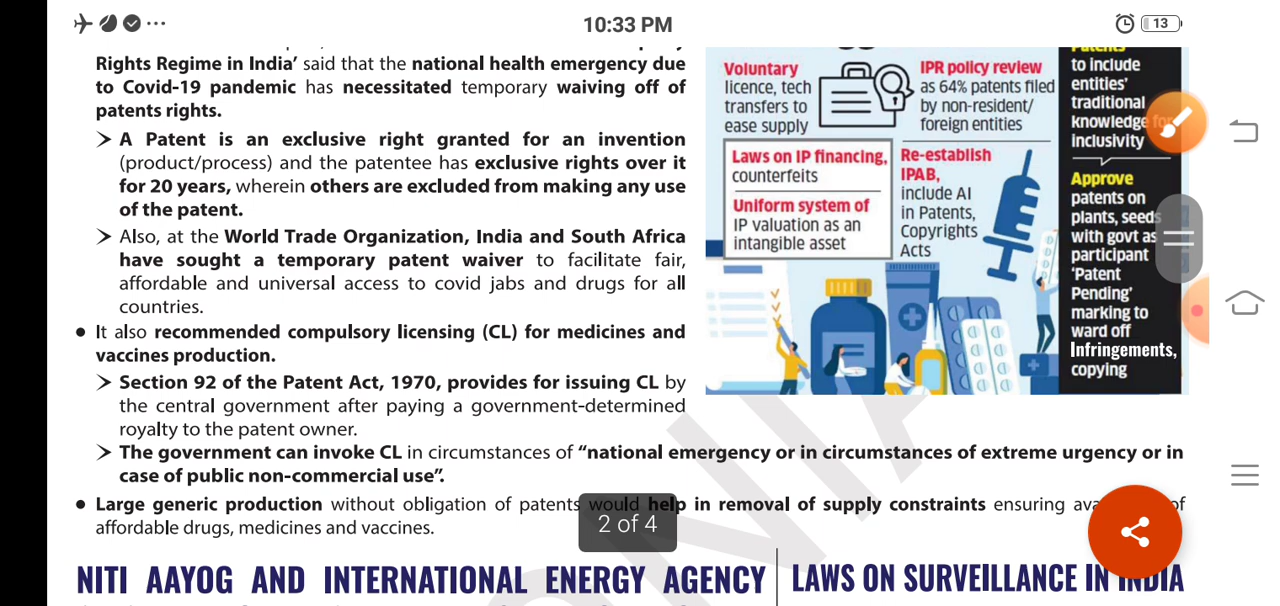 10:33 PM
13
Rights Regime in India' said that the national health emergency due
to Covid-19 pandemic has necessitated temporary waiving off of
patents rights.
➤ A Patent is an exclusive right granted for an invention
(product/process) and the patentee has exclusive rights over it
for 20 years, wherein others are excluded from making any use
of the patent.
➤ Also, at the World Trade Organization, India and South Africa
have sought a temporary patent waiver to facilitate fair,
affordable and universal access to covid jabs and drugs for all
countries.
• It also recommended compulsory licensing (CL) for medicines and
vaccines production.
➤ Section 92 of the Patent Act, 1970, provides for issuing CL by
the central government after paying a government-determined
royalty to the patent owner.
➤ The government can invoke CL in circumstances of “national emergency or in circumstances of extreme urgency or in
case of public non-commercial use”.
• Large generic production without obligation of patents would help in removal of supply constraints ensuring of
affordable drugs, medicines and vaccines.
Voluntary
licence, tech
transfers to
ease supply
IPR policy review
as 64% patents filed
by non-resident/
foreign entities
Laws on IP financing,
counterfeits
Uniform system of
IP valuation as an
intangible asset
Re-establish
IPAB,
include AI
in Patents,
Copyrights
Acts
Patents
to include
entities'
traditional
knowledge for
inclusivity
Approve
patents on
plants, seeds
with govt as
participant
'Patent
Pending'
marking to
ward off
Infringements,
copying
2 of 4
NITI AAYOG AND INTERNATIONAL ENERGY AGENCY
LAWS ON SURVEILLANCE IN INDIA